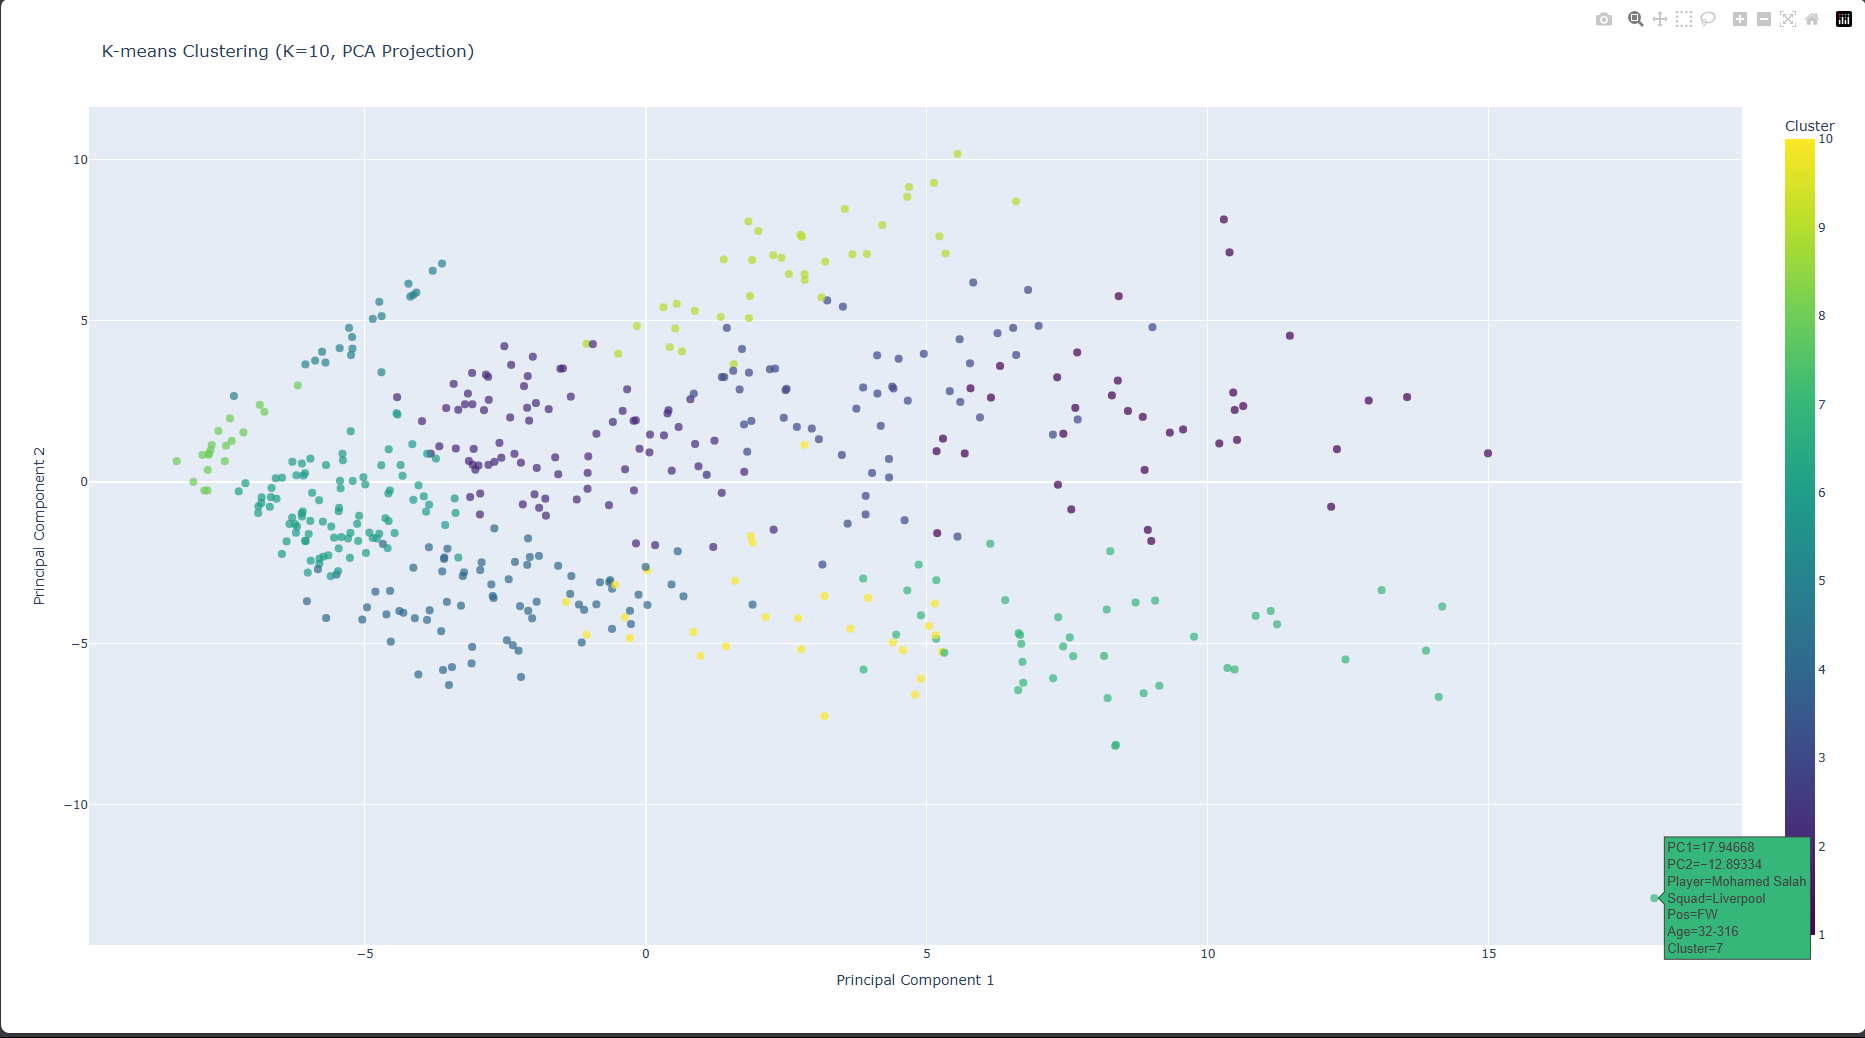 K-means Clustering (K=10, PCA Projection)
Cluster
10
9
8
7
6
5
4
3
2
1
10
5
0
−5
−10
Principal Component 2
−5
0
5
10
15
Principal Component 1
PC1=17.94668
PC2=−12.89334
Player=Mohamed Salah
Squad=Liverpool
Pos=FW
Age=32-316
Cluster=7